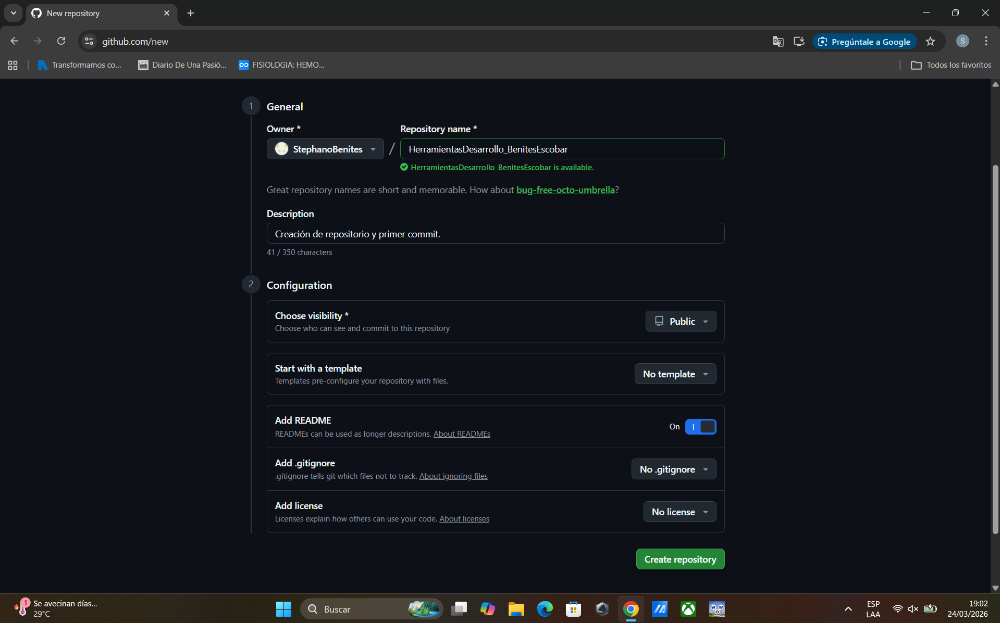 New repository
github.com/new
Pregúntale a Google
S
Transformamos co...
Diario De Una Pasió...
FISIOLOGIA: HEMO...
Todos los favoritos
1
General
Owner *
Repository name *
StephanoBenites
/
HerramientasDesarrollo_BenitesEscobar
HerramientasDesarrollo_BenitesEscobar is available.
Great repository names are short and memorable. How about bug-free-octo-umbrella?
Description
Creación de repositorio y primer commit.
41 / 350 characters
2
Configuration
Choose visibility *
Choose who can see and commit to this repository
Public
Start with a template
Templates pre-configure your repository with files.
No template
Add README
READMEs can be used as longer descriptions. About READMEs
On
Add .gitignore
.gitignore tells git which files not to track. About ignoring files
No .gitignore
Add license
Licenses explain how others can use your code. About licenses
No license
Create repository
1
Se avecinan días...
29°C
Buscar
WOW
ESP
LAA
19:02
24/03/2026